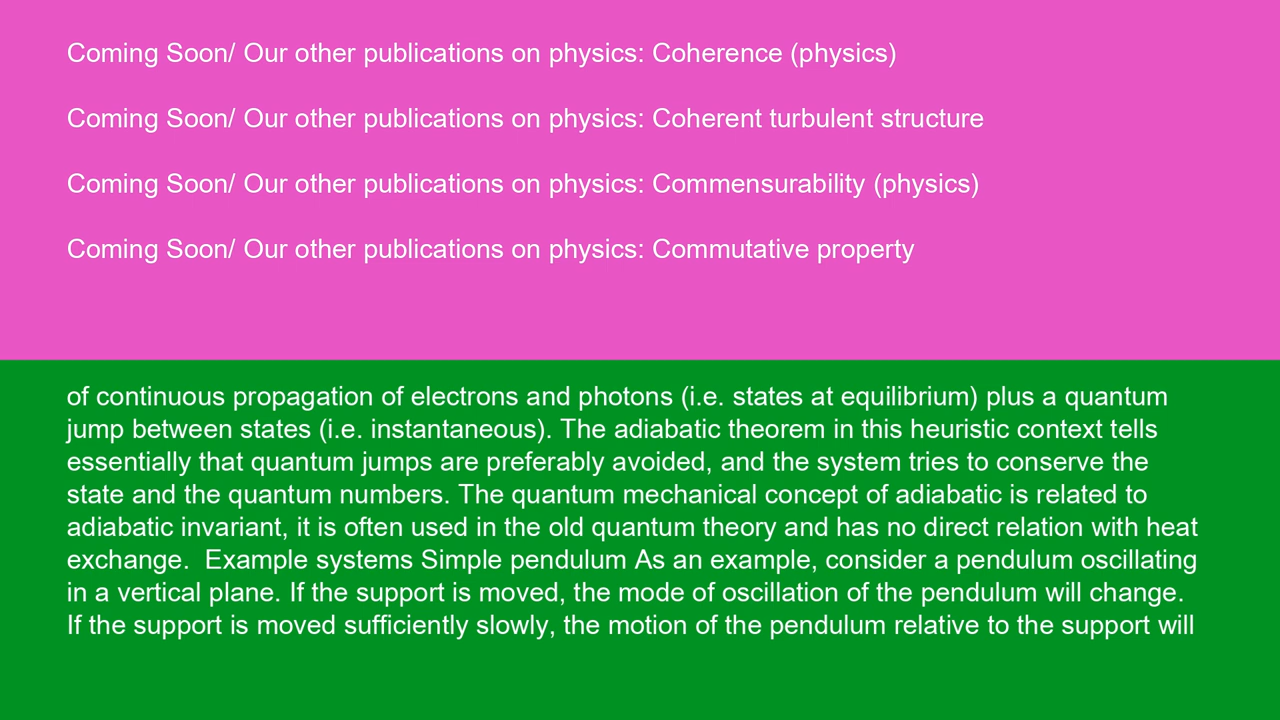 Coming Soon/ Our other publications on physics: Coherence (physics)
Coming Soon/ Our other publications on physics: Coherent turbulent structure
Coming Soon/ Our other publications on physics: Commensurability (physics)
Coming Soon/ Our other publications on physics: Commutative property
of continuous propagation of electrons and photons (i.e. states at equilibrium) plus a quantum
jump between states (i.e. instantaneous). The adiabatic theorem in this heuristic context tells
essentially that quantum jumps are preferably avoided, and the system tries to conserve the
state and the quantum numbers. The quantum mechanical concept of adiabatic is related to
adiabatic invariant, it is often used in the old quantum theory and has no direct relation with heat
exchange.  Example systems Simple pendulum As an example, consider a pendulum oscillating
in a vertical plane. If the support is moved, the mode of oscillation of the pendulum will change.
If the support is moved sufficiently slowly, the motion of the pendulum relative to the support will